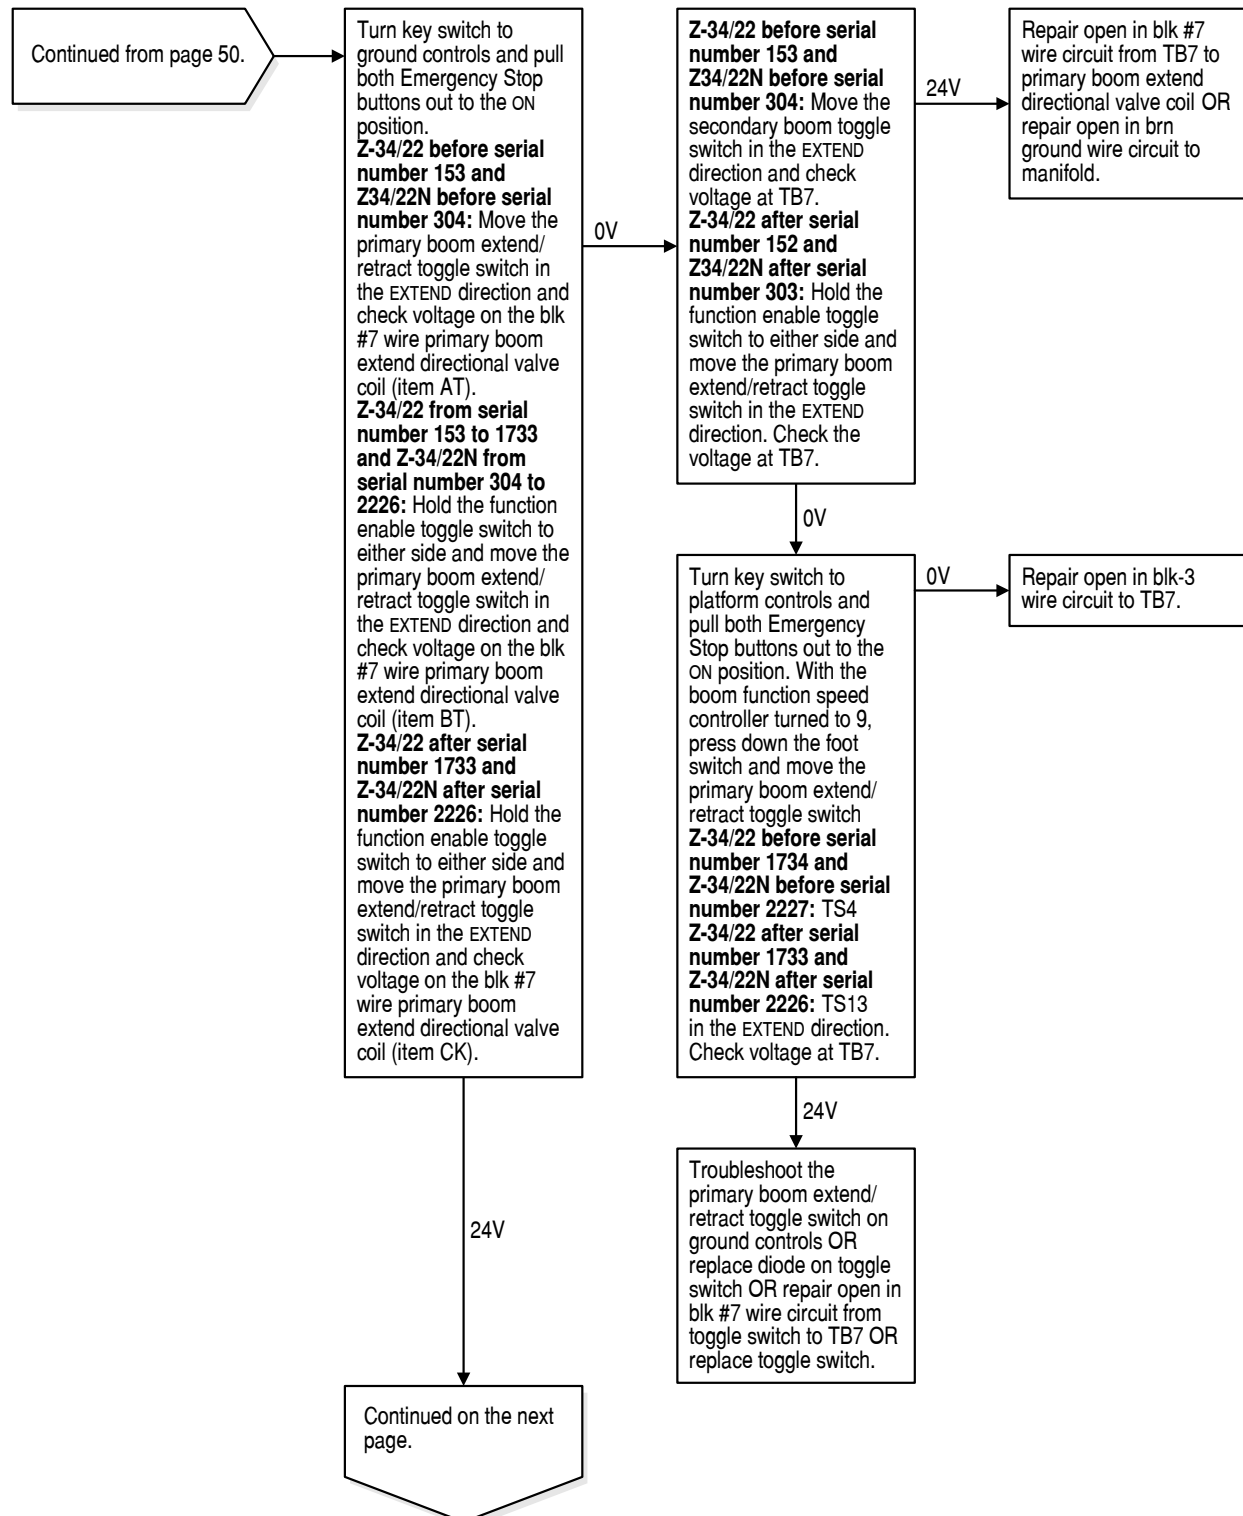 Continued from page 50.
Turn key switch to
ground controls and pull
both Emergency Stop
buttons out to the ON
position.
Z-34/22 before serial
number 153 and
Z34/22N before serial
number 304: Move the
primary boom extend/
retract toggle switch in
the EXTEND direction and
check voltage on the blk
#7 wire primary boom
extend directional valve
coil (item AT).
Z-34/22 from serial
number 153 to 1733
and Z-34/22N from
serial number 304 to
2226: Hold the function
enable toggle switch to
either side and move the
primary boom extend/
retract toggle switch in
the EXTEND direction and
check voltage on the blk
#7 wire primary boom
extend directional valve
coil (item BT).
Z-34/22 after serial
number 1733 and
Z-34/22N after serial
number 2226: Hold the
function enable toggle
switch to either side and
move the primary boom
extend/retract toggle
switch in the EXTEND
direction and check
voltage on the blk #7
wire primary boom
extend directional valve
coil (item CK).
0V
Z-34/22 before serial
number 153 and
Z34/22N before serial
number 304: Move the
secondary boom toggle
switch in the EXTEND
direction and check
voltage at TB7.
Z-34/22 after serial
number 152 and
Z34/22N after serial
number 303: Hold the
function enable toggle
switch to either side and
move the primary boom
extend/retract toggle
switch in the EXTEND
direction. Check the
voltage at TB7.
24V
Repair open in blk #7
wire circuit from TB7 to
primary boom extend
directional valve coil OR
repair open in brn
ground wire circuit to
manifold.
0V
Turn key switch to
platform controls and
pull both Emergency
Stop buttons out to the
ON position. With the
boom function speed
controller turned to 9,
press down the foot
switch and move the
primary boom extend/
retract toggle switch
Z-34/22 before serial
number 1734 and
Z-34/22N before serial
number 2227: TS4
Z-34/22 after serial
number 1733 and
Z-34/22N after serial
number 2226: TS13
in the EXTEND direction.
Check voltage at TB7.
0V
Repair open in blk-3
wire circuit to TB7.
24V
Troubleshoot the
primary boom extend/
retract toggle switch on
ground controls OR
replace diode on toggle
switch OR repair open in
blk #7 wire circuit from
toggle switch to TB7 OR
replace toggle switch.
24V
Continued on the next
page.